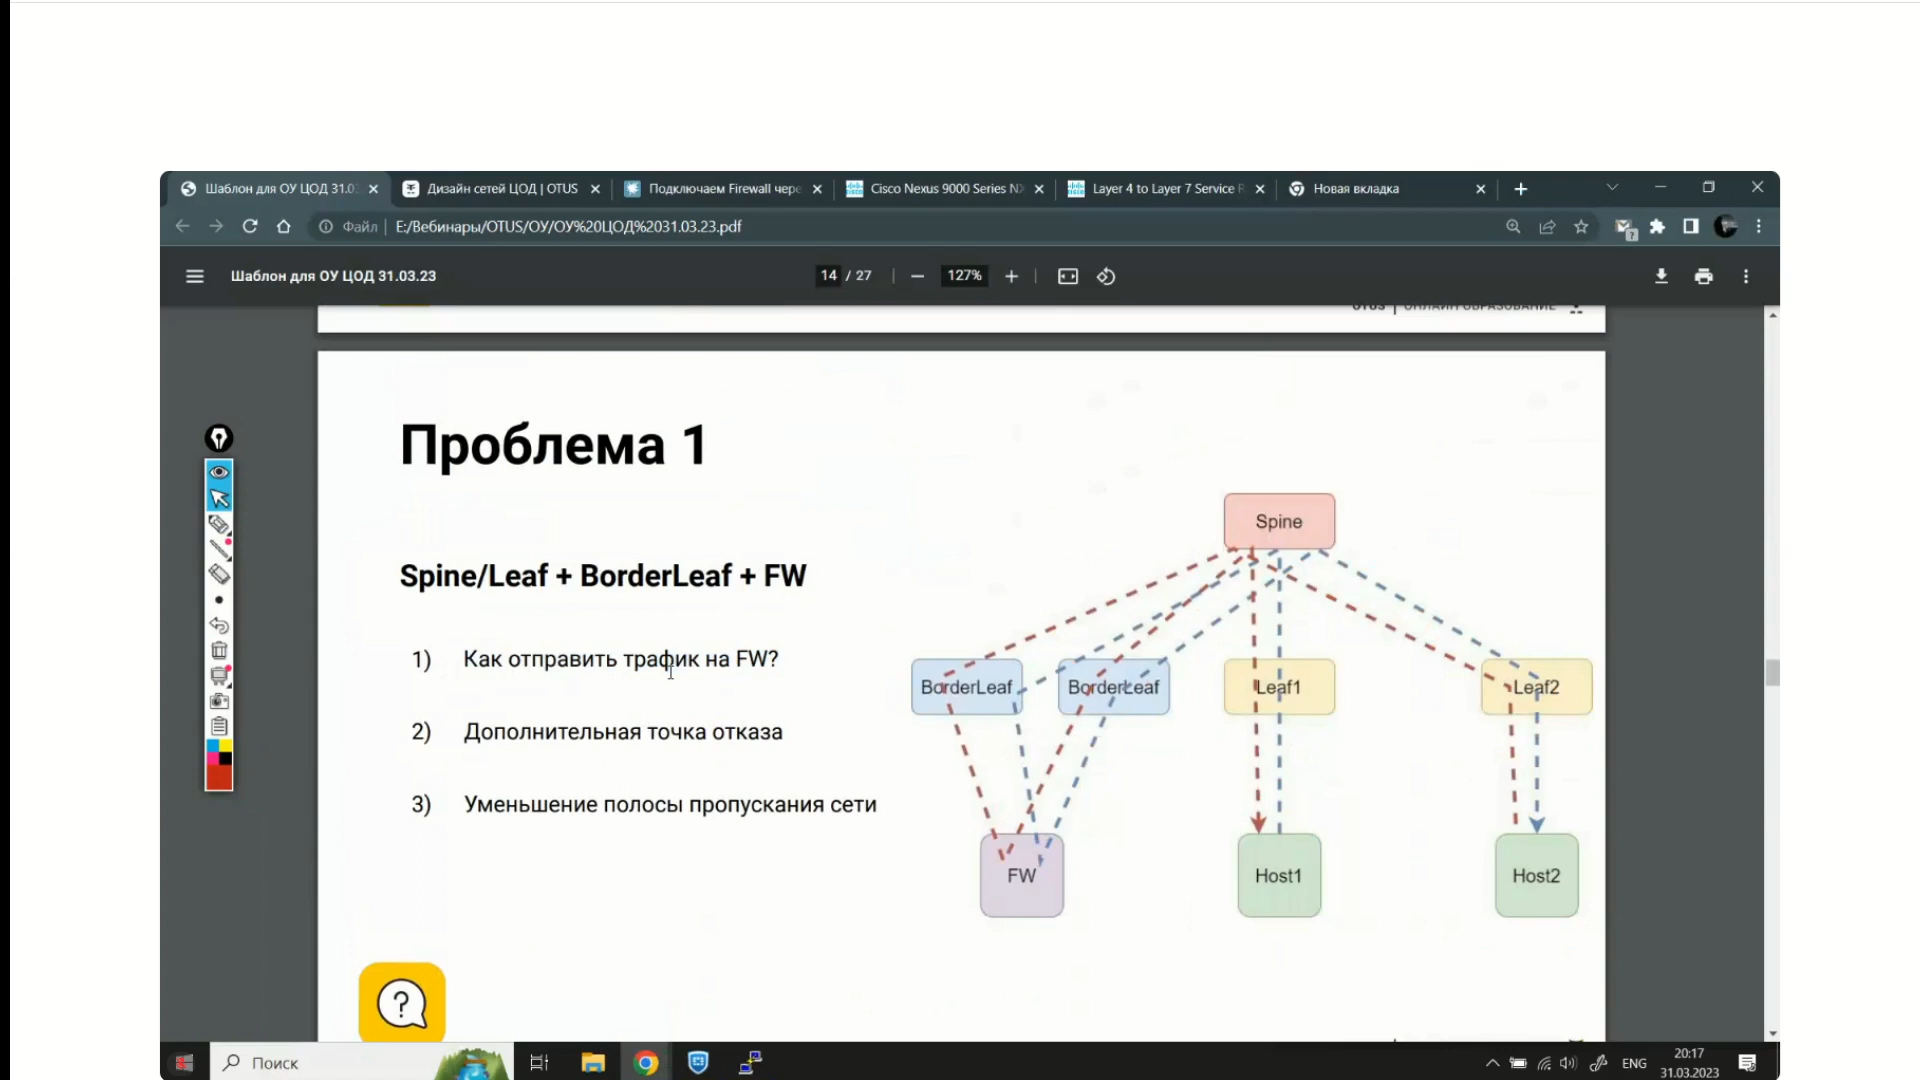 Шаблон для ОУ ЦОД 31.0
Дизайн сетей ЦОД | OTUS
Подключаем Firewall чере
Cisco Nexus 9000 Series N
Layer 4 to Layer 7 Service R
Новая вкладка
Файл
E:/Вебинары/OTUS/ОУ/ОУ%20ЦОД%2031.03.23.pdf
Шаблон для ОУ ЦОД 31.03.23
14 / 27
127%
OTUS | ОНЛАЙН ОБРАЗОВАНИЕ
Проблема 1
Spine/Leaf + BorderLeaf + FW
1) Как отправить трафик на FW?
2) Дополнительная точка отказа
3) Уменьшение полосы пропускания сети
Spine
BorderLeaf
BorderLeaf
Leaf1
Leaf2
FW
Host1
Host2
?
Поиск
ENG
20:17
31.03.2023